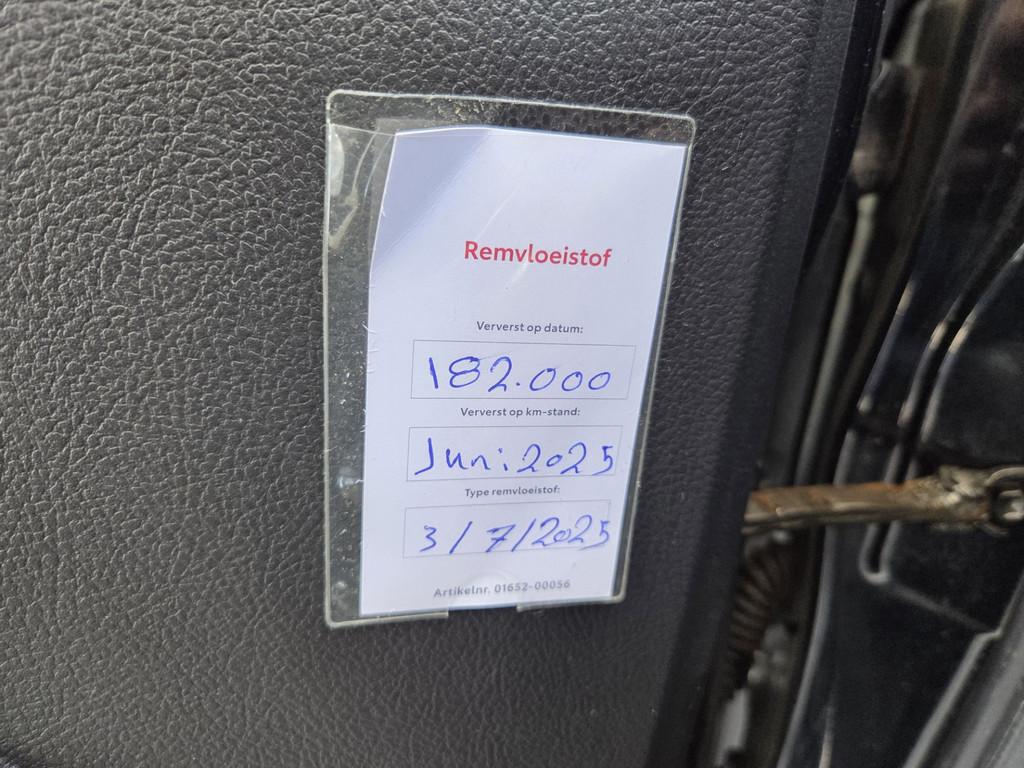 Remvloeistof
Ververst op datum:
182.000
Ververst op km-stand:
Juni 2025
Type remvloeistof:
3/7/2025
Artikelnr. 01652-00056